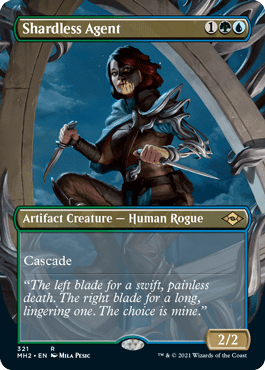 Shardless Agent 1
Artifact Creature — Human Rogue
Cascade
“The left blade for a swift, painless
death. The right blade for a long,
lingering one. The choice is mine.”
2/2
321 R
MH2 • EN Mila Pesic ™ & © 2021 Wizards of the Coast